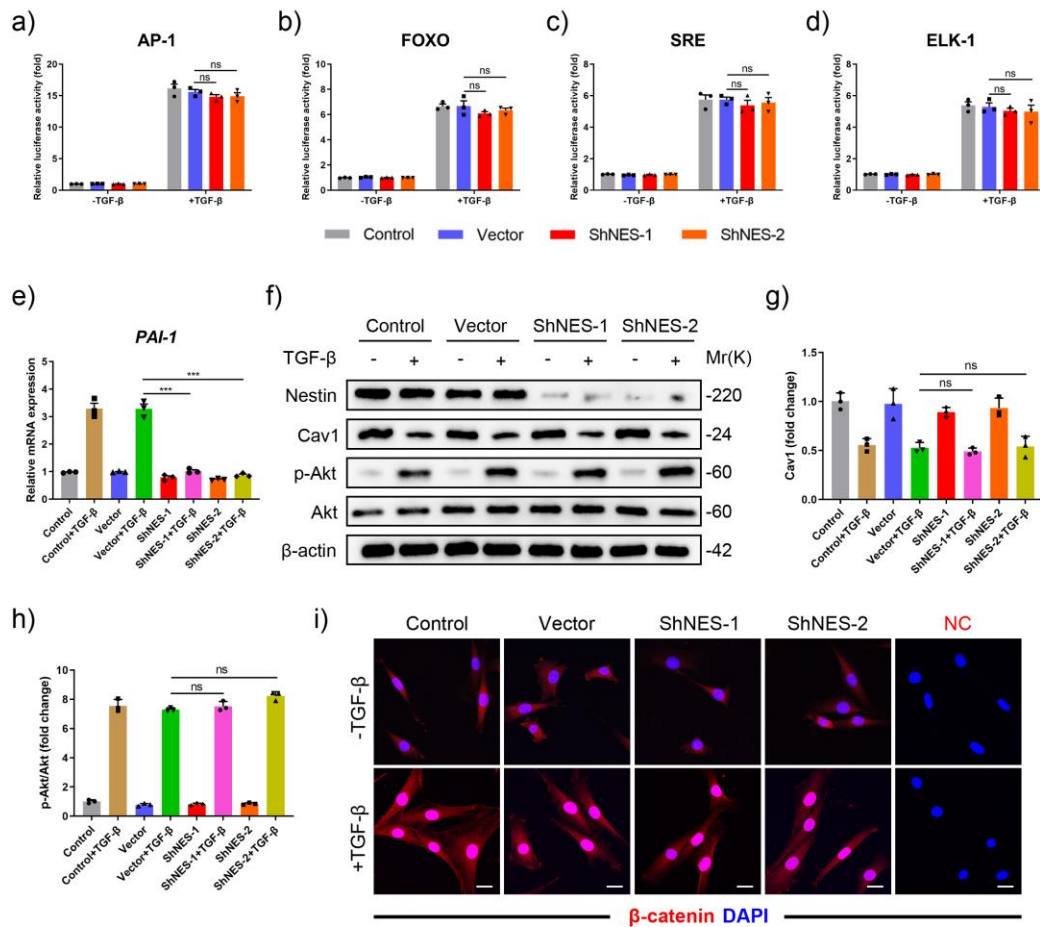 a)
AP-1
Relative luciferase activity (fold)
20
15
10
5
0
ns
ns
-TGF-β
+TGF-β
b)
FOXO
Relative luciferase activity (fold)
10
8
6
4
2
0
ns
ns
-TGF-β
+TGF-β
c)
SRE
Relative luciferase activity (fold)
10
8
6
4
2
0
ns
ns
-TGF-β
+TGF-β
d)
ELK-1
Relative luciferase activity (fold)
8
6
4
2
0
ns
ns
-TGF-β
+TGF-β
Control
Vector
ShNES-1
ShNES-2
e)
PAI-1
Relative mRNA expression
5
4
3
2
1
0
***
***
Control
Control+TGF-β
Vector
Vector+TGF-β
ShNES-1
ShNES-1+TGF-β
ShNES-2
ShNES-2+TGF-β
f)
Control Vector ShNES-1 ShNES-2
TGF-β - + - + - + - + Mr(K)
Nestin -220
Cav1 -24
p-Akt -60
Akt -60
β-actin -42
g)
Cav1 (fold change)
1.5
1.0
0.5
0.0
ns
ns
Control
Control+TGF-β
Vector
Vector+TGF-β
ShNES-1
ShNES-1+TGF-β
ShNES-2
ShNES-2+TGF-β
h)
p-Akt/Akt (fold change)
10
8
6
4
2
0
ns
ns
Control
Control+TGF-β
Vector
Vector+TGF-β
ShNES-1
ShNES-1+TGF-β
ShNES-2
ShNES-2+TGF-β
i)
Control Vector ShNES-1 ShNES-2 NC
-TGF-β
+TGF-β
β-catenin DAPI